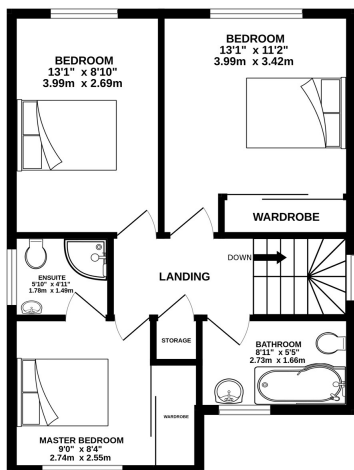 BEDROOM
13'1" x 8'10"
3.99m x 2.69m
BEDROOM
13'1" x 11'2"
3.99m x 3.42m
WARDROBE
ENSUITE
5'10" x 4'11"
1.78m x 1.49m
LANDING
DOWN
STORAGE
BATHROOM
8'11" x 5'5"
2.73m x 1.66m
MASTER BEDROOM
9'0" x 8'4"
2.74m x 2.55m
WARDROBE